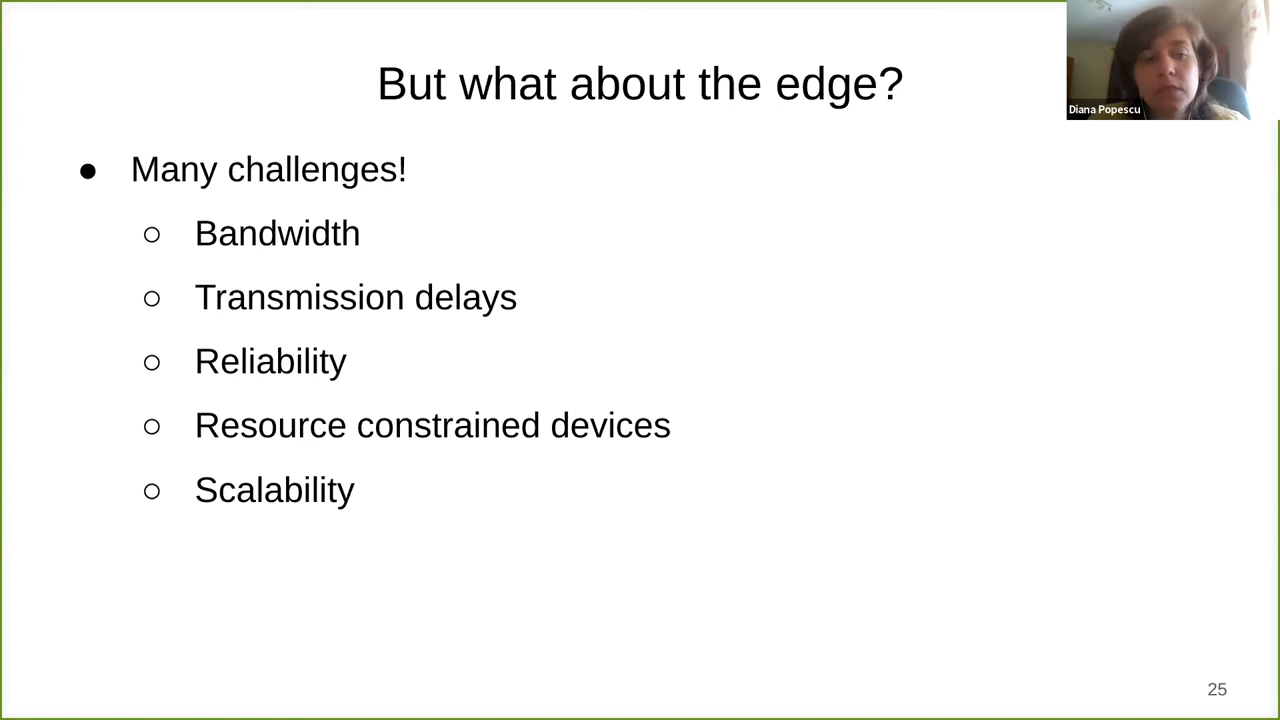 But what about the edge?
Diana Popescu
● Many challenges!
○ Bandwidth
○ Transmission delays
○ Reliability
○ Resource constrained devices
○ Scalability
25